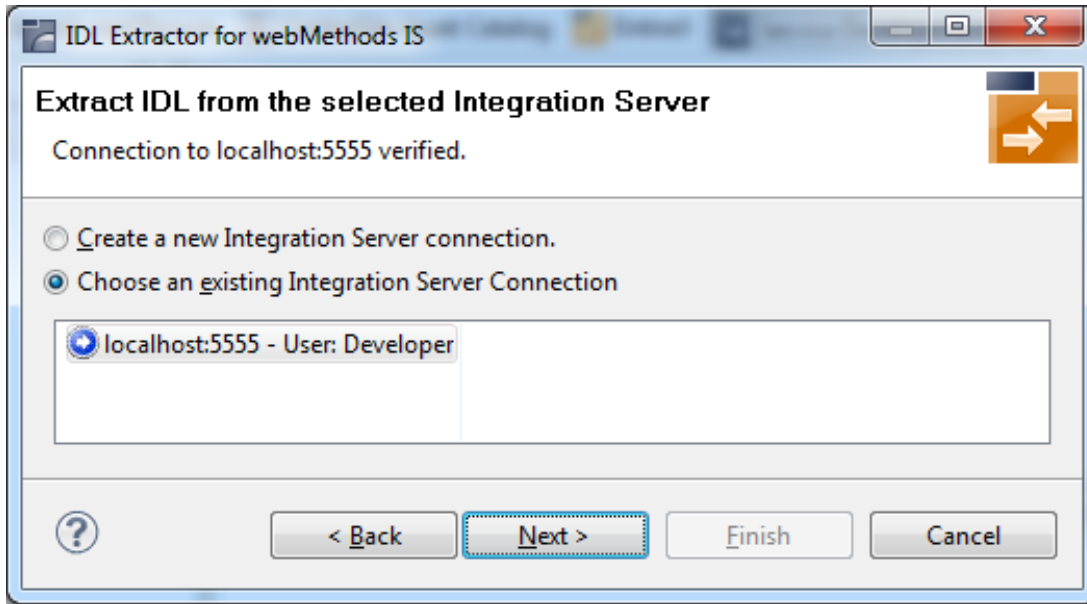 IDL Extractor for webMethods IS
Extract IDL from the selected Integration Server
Connection to localhost:5555 verified.
Create a new Integration Server connection.
Choose an existing Integration Server Connection
localhost:5555 - User: Developer
< Back
Next >
Finish
Cancel